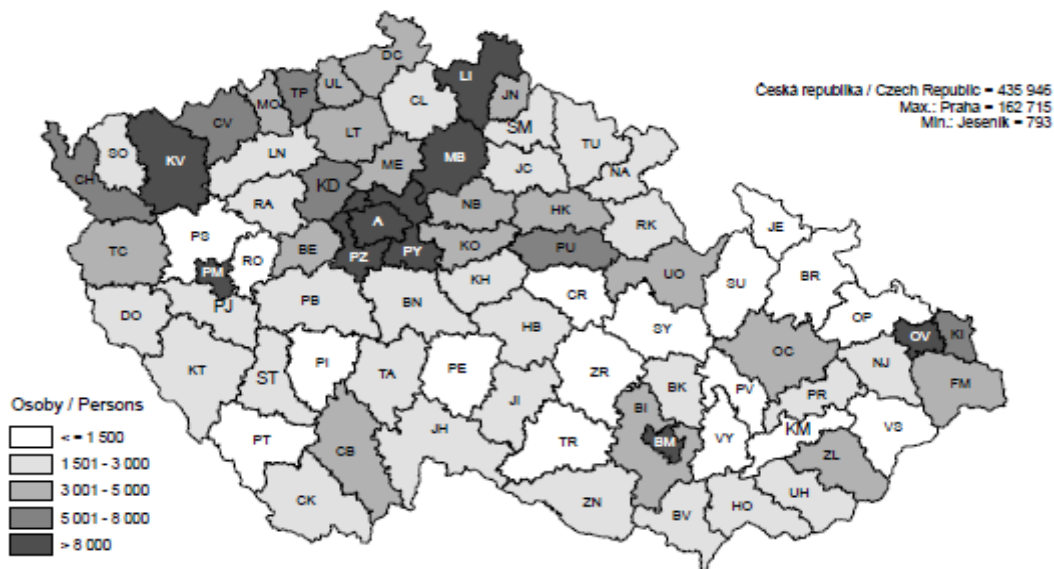 DC
LI
UL
TP
MO
JN
CL
Česká republika / Czech Republic = 435 946
Max.: Praha = 162 715
Min.: Jeseník = 793
CV
LT
SM
TU
SO
KV
LN
ME
MB
JC
NA
CH
KD
RA
NB
HK
RK
A
PS
TC
RO
BE
PZ
PY
KO
PU
JE
PM
UO
SU
BR
KH
CR
DO
PJ
PB
BN
OP
HB
SY
OV
KI
OC
KT
ST
PI
TA
PE
ZR
BK
PV
NJ
FM
PR
Osoby / Persons
JI
BI
<= 1 500
PT
CB
JH
TR
BM
VY
KM
VS
1 501 - 3 000
ZL
3 001 - 5 000
CK
ZN
UH
HO
BV
5 001 - 8 000
> 8 000